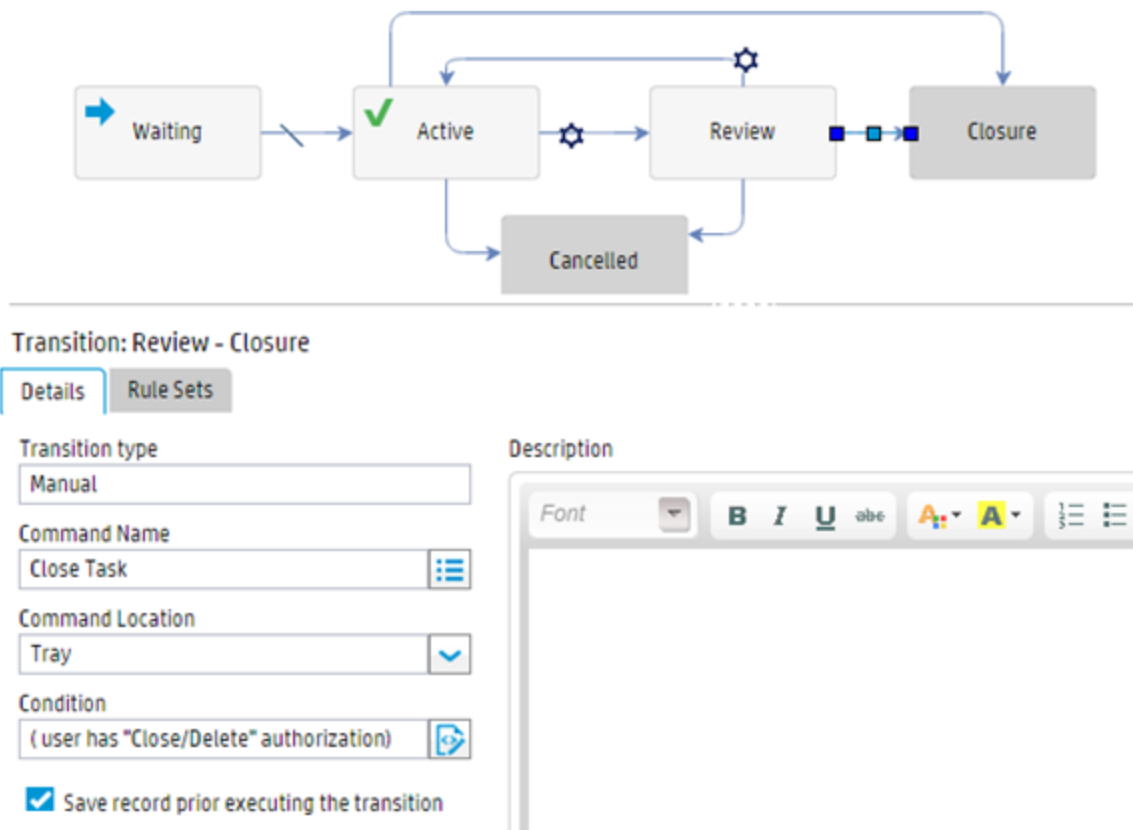 Waiting
Active
Review
Closure
Cancelled
Transition: Review - Closure
Details
Rule Sets
Transition type
Manual
Command Name
Close Task
Command Location
Tray
Condition
( user has "Close/Delete" authorization)
Save record prior executing the transition
Description
Font
B I U abc
A A